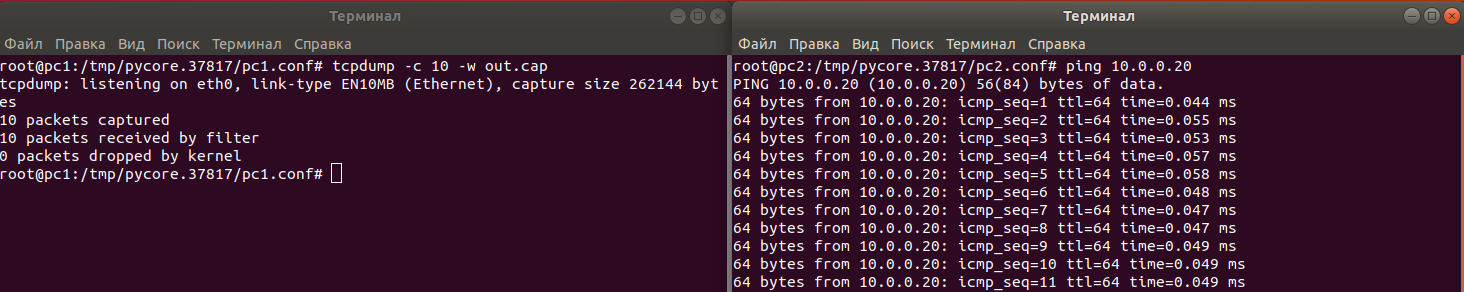 Терминал
Файл Правка Вид Поиск Терминал Справка
root@pc1:/tmp/pycore.37817/pc1.conf# tcpdump -c 10 -w out.cap
tcpdump: listening on eth0, link-type EN10MB (Ethernet), capture size 262144 byt
es
10 packets captured
10 packets received by filter
0 packets dropped by kernel
root@pc1:/tmp/pycore.37817/pc1.conf#
Терминал
Файл Правка Вид Поиск Терминал Справка
root@pc2:/tmp/pycore.37817/pc2.conf# ping 10.0.0.20
PING 10.0.0.20 (10.0.0.20) 56(84) bytes of data.
64 bytes from 10.0.0.20: icmp_seq=1 ttl=64 time=0.044 ms
64 bytes from 10.0.0.20: icmp_seq=2 ttl=64 time=0.055 ms
64 bytes from 10.0.0.20: icmp_seq=3 ttl=64 time=0.053 ms
64 bytes from 10.0.0.20: icmp_seq=4 ttl=64 time=0.057 ms
64 bytes from 10.0.0.20: icmp_seq=5 ttl=64 time=0.058 ms
64 bytes from 10.0.0.20: icmp_seq=6 ttl=64 time=0.048 ms
64 bytes from 10.0.0.20: icmp_seq=7 ttl=64 time=0.047 ms
64 bytes from 10.0.0.20: icmp_seq=8 ttl=64 time=0.047 ms
64 bytes from 10.0.0.20: icmp_seq=9 ttl=64 time=0.049 ms
64 bytes from 10.0.0.20: icmp_seq=10 ttl=64 time=0.049 ms
64 bytes from 10.0.0.20: icmp_seq=11 ttl=64 time=0.049 ms